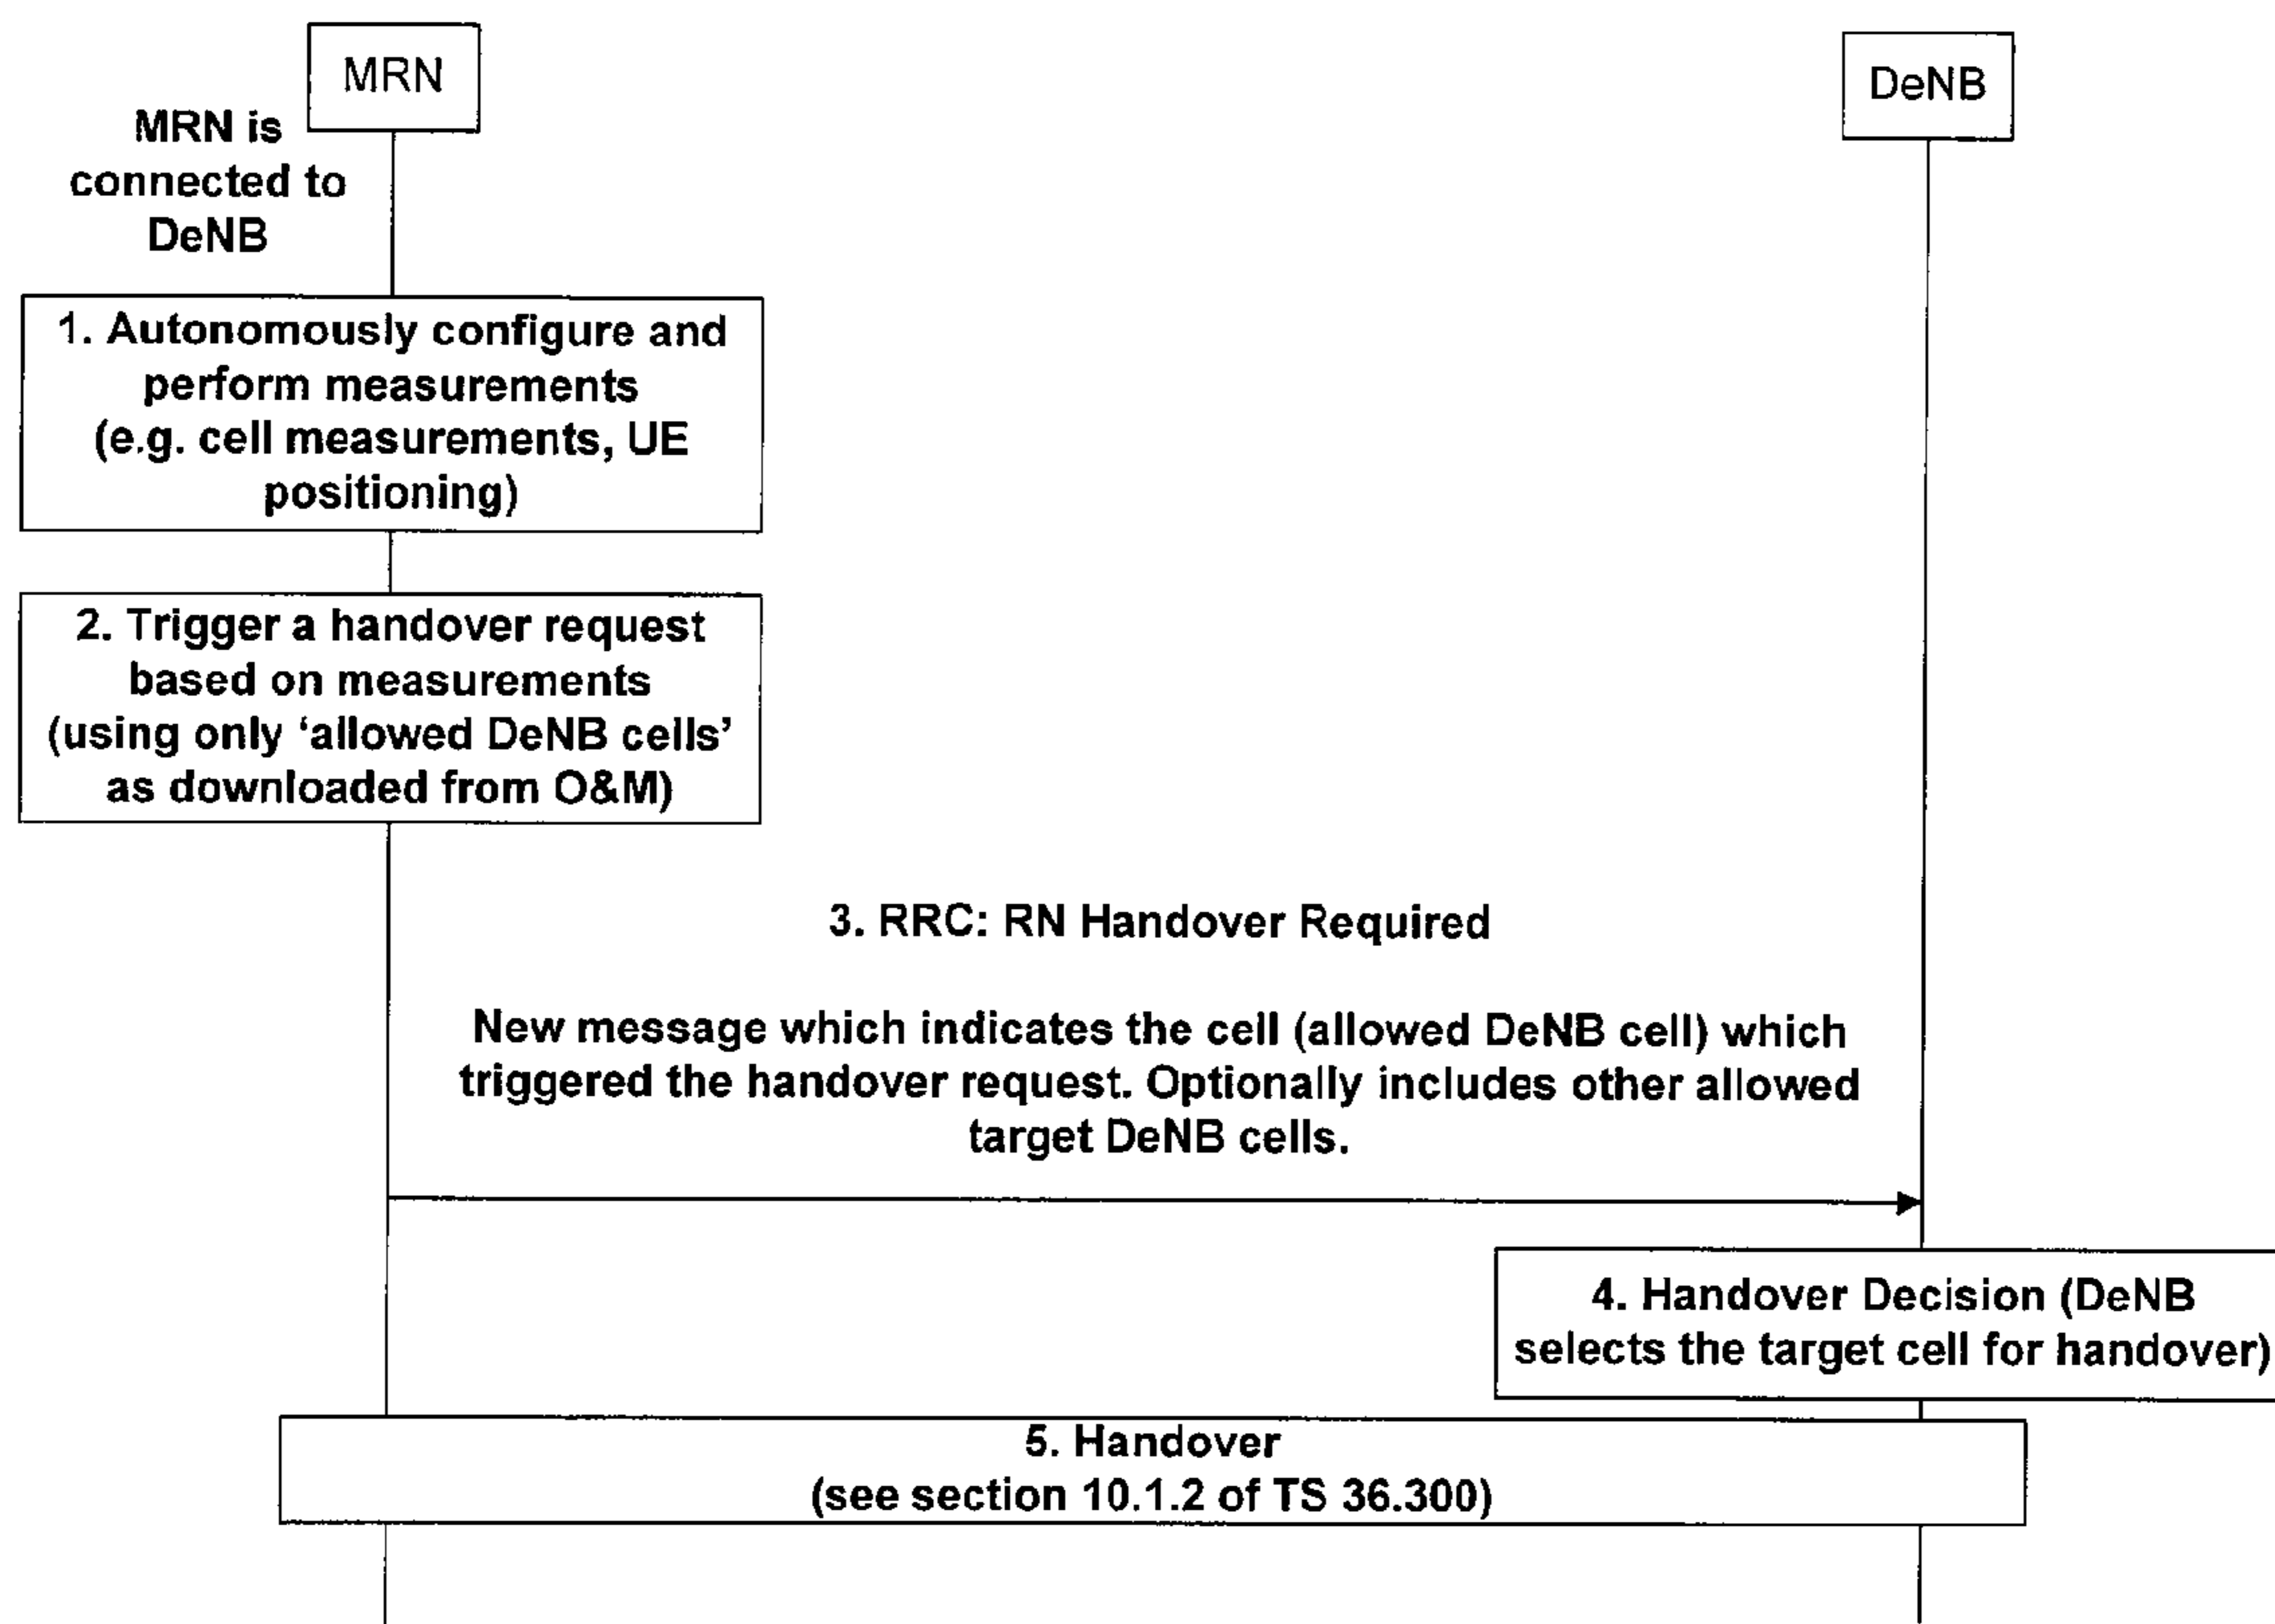 MRN
DeNB
MRN is
connected to
DeNB
1. Autonomously configure and
perform measurements
(e.g. cell measurements, UE
positioning)
2. Trigger a handover request
based on measurements
(using only ‘allowed DeNB cells’
as downloaded from O&M)
3. RRC: RN Handover Required
New message which indicates the cell (allowed DeNB cell) which
triggered the handover request. Optionally includes other allowed
target DeNB cells.
4. Handover Decision (DeNB
selects the target cell for handover)
5. Handover
(see section 10.1.2 of TS 36.300)